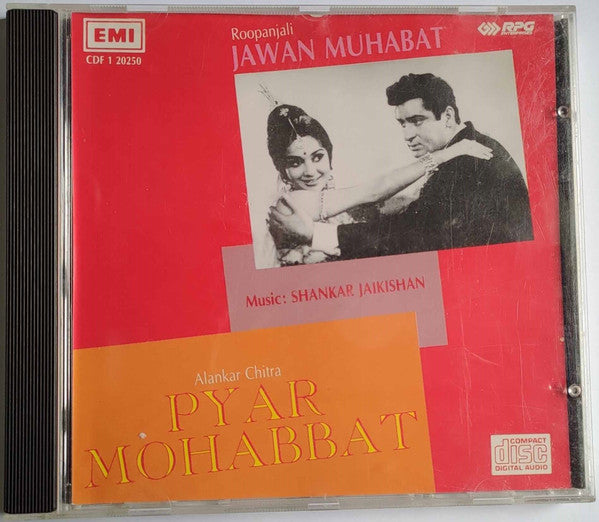 EMI
CDF 1 20250
Roopanjali
JAWAN MUHABAT
RPG
Music: SHANKAR JAIKISHAN
Alankar Chitra
PYAR
MOHABBAT
COMPACT
disc
DIGITAL AUDIO